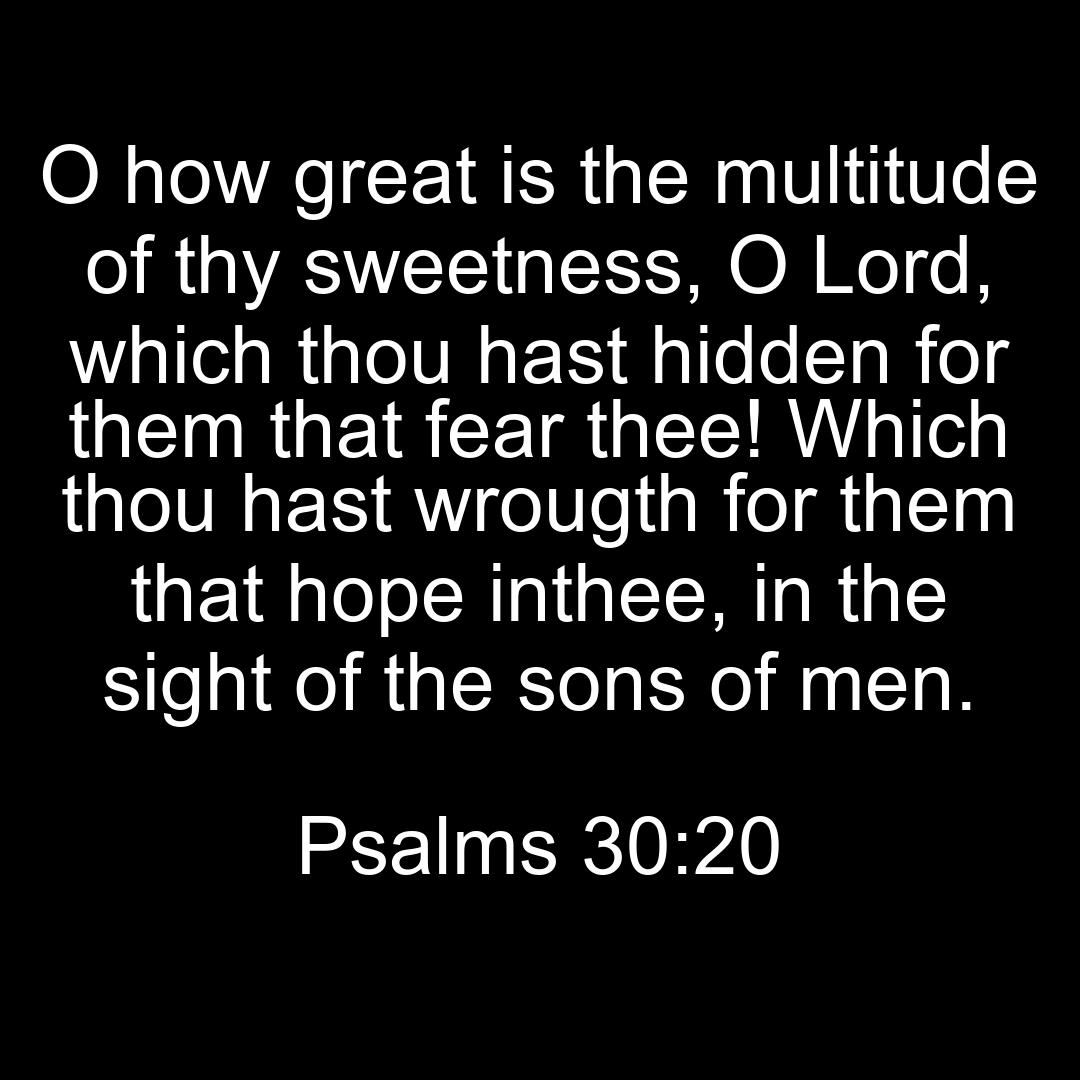 O how great is the multitude
of thy sweetness, O Lord,
which thou hast hidden for
them that fear thee! Which
thou hast wrougth for them
that hope inthee, in the
sight of the sons of men.
Psalms 30:20